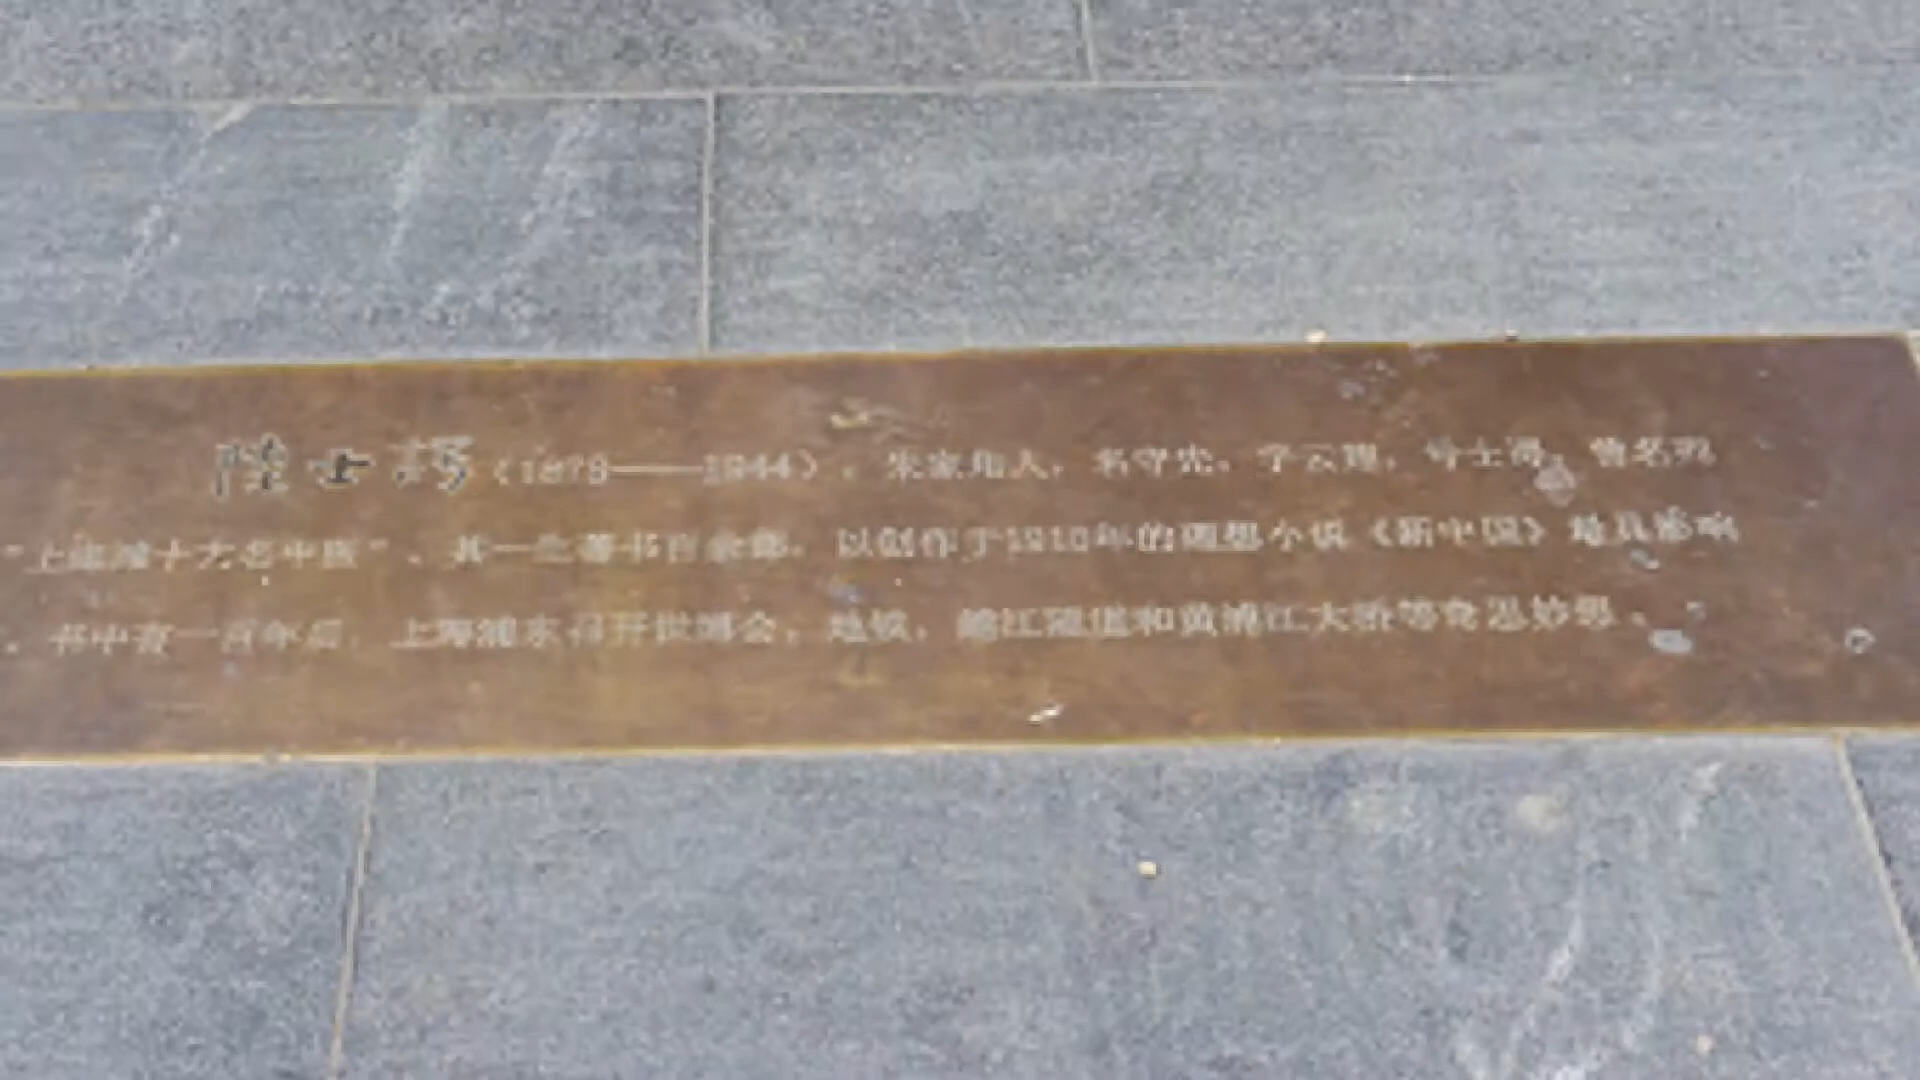 陆士谔（1879——1944），朱家角人，名守先，字云翔，号士谔，曾名列
"上海滩十大名中医"、其一生著书百余部，以创作于1910年的理想小说《新中国》最具影响
。书中有一百年后，上海浦东召开世博会，地铁，越江隧道和黄浦江大桥等奇思妙想。